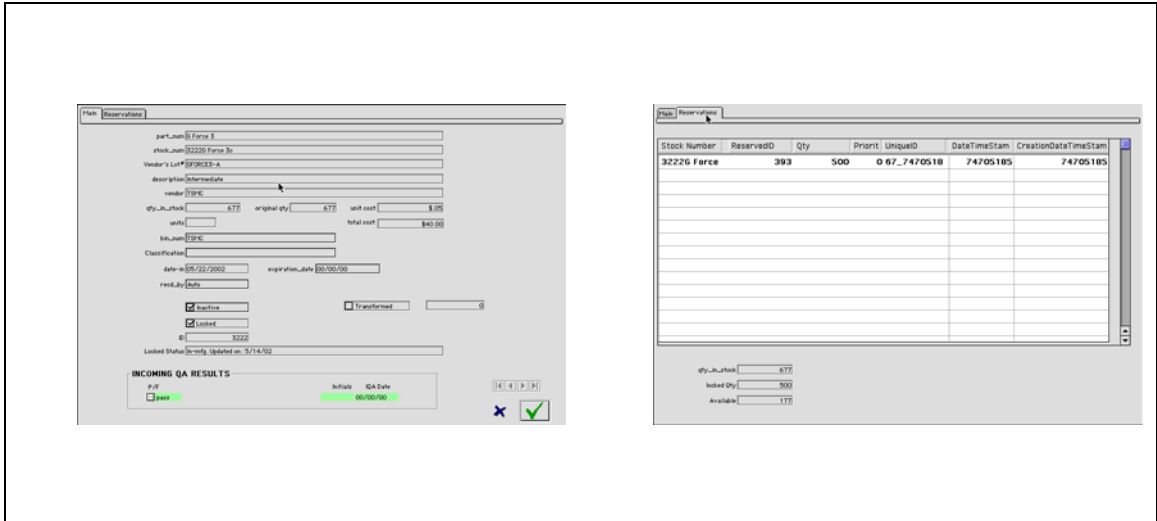 Main Reservations
part_num G Force 3
stock_num 3222G Force 3c
Vendor's Lot# GFORCE3-A
description Intermediate
vendor TSMC
qty_in_stock 677 original qty 677 unit cost $.05
units total cost $40.00
bin_num TSMC
Classification
date-in 05/22/2002 expiration_date 00/00/00
recd_by Auto
Inactive Transformed 0
Locked
ID 3222
Locked Status In-mfg, Updated on : 5/14/02
INCOMING QA RESULTS
P/F Initials IQA Date
pass 00/00/00
Main Reservations
Stock Number ReservedID Qty Priorit UniqueID DateTimeStam CreationDateTimeStam
3222G Force 393 500 0 67_7470518 74705185 74705185
qty_in_stock 677
locked Qty 500
Available 177